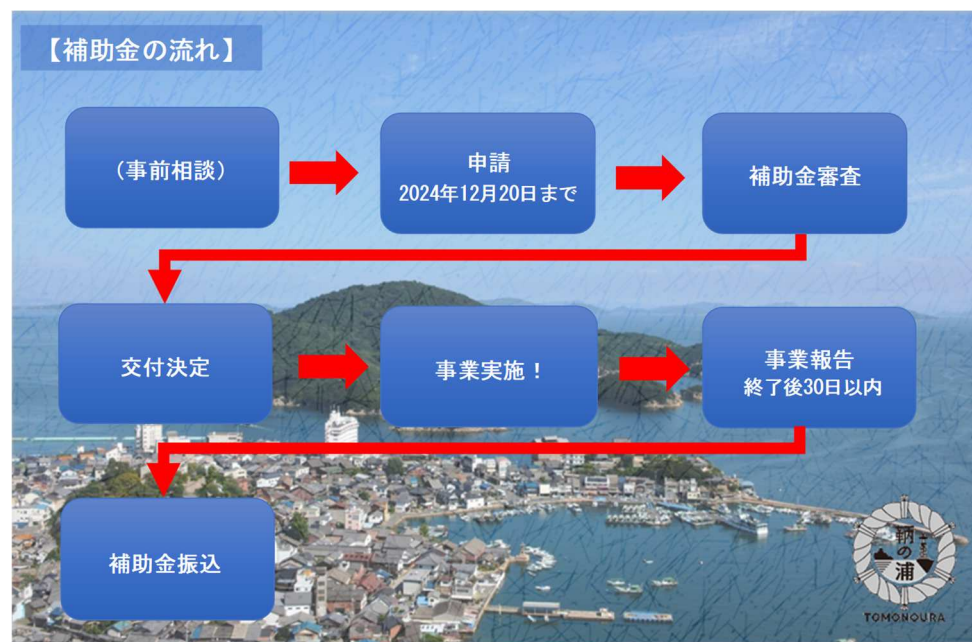 【補助金の流れ】
（事前相談）
申請
2024年12月20日まで
補助金審査
交付決定
事業実施！
事業報告
終了後30日以内
補助金振込
鞆の浦
TOMONOURA